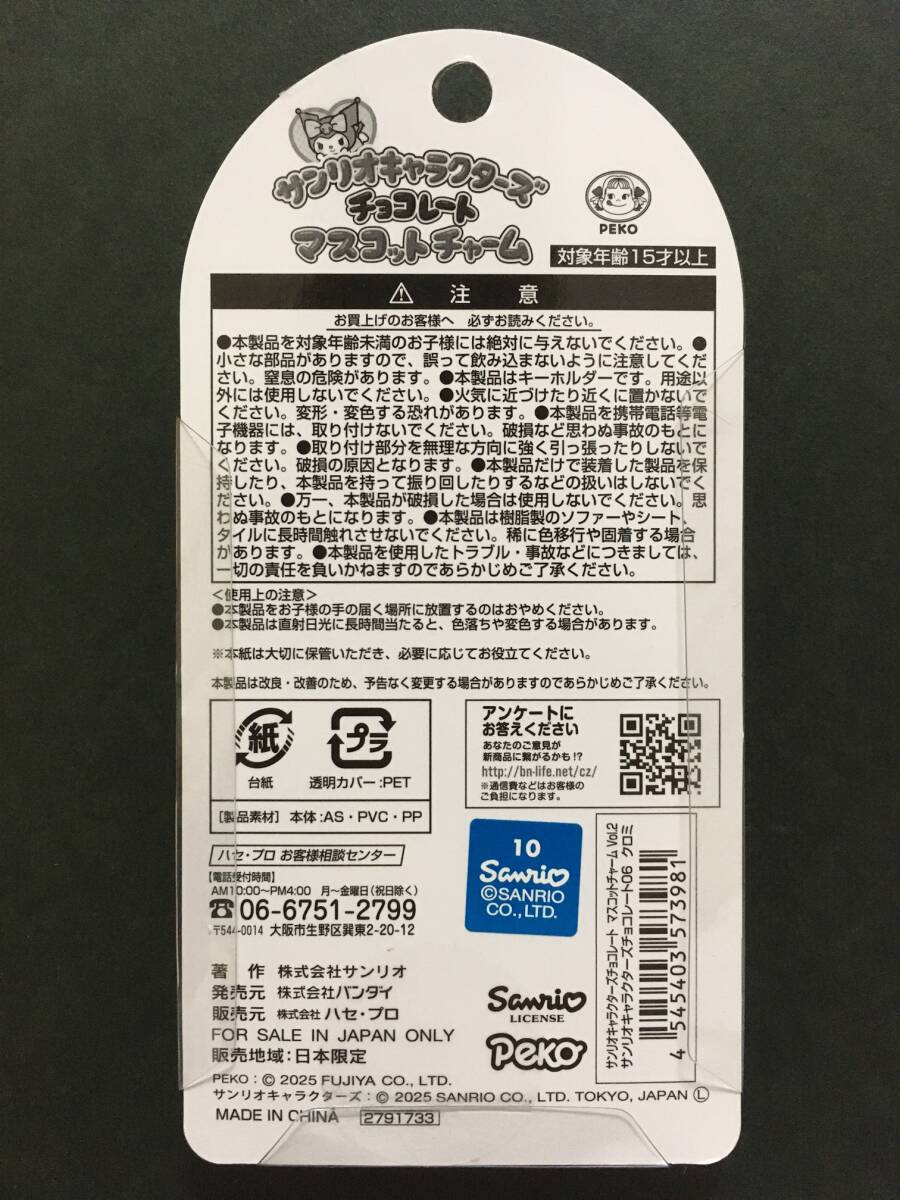 サンリオキャラクターズ
チョコレート
マスコットチャーム
PEKO
対象年齢15才以上
⚠ 注 意
お買上げのお客様へ 必ずお読みください。
●本製品を対象年齢未満のお子様には絶対に与えないでください。●
小さな部品がありますので、誤って飲み込まないように注意してくだ
さい。窒息の危険があります。●本製品はキーホルダーです。用途以
外には使用しないでください。●火気に近づけたり近くに置かないで
ください。変形・変色する恐れがあります。●本製品を携帯電話等電
子機器には、取り付けないでください。破損など思わぬ事故のもとに
なります。●取り付け部分を無理な方向に強く引っ張ったりしないで
ください。破損の原因となります。●本製品だけで装着した製品を保
持したり、本製品を持って振り回したりするなどの扱いはしないでく
ださい。●万一、本製品が破損した場合は使用しないでください。思
わぬ事故のもとになります。●本製品は樹脂製のソファーやシート、
タイルに長時間触れさせないでください。稀に色移行や固着する場合
があります。●本製品を使用したトラブル・事故などにつきましては、
一切の責任を負いかねますのであらかじめご了承ください。
＜使用上の注意＞
●本製品をお子様の手の届く場所に放置するのはおやめください。
●本製品は直射日光に長時間当たると、色落ちや変色する場合があります。
※本紙は大切に保管いただき、必要に応じてお役立てください。
本製品は改良・改善のため、予告なく変更する場合がありますのであらかじめご了承ください。
紙
台紙
プラ
透明カバー:PET
［製品素材］本体:AS・PVC・PP
アンケートに
お答えください
あなたのご意見が
新商品に繋がるかも!?
http://bn-life.net/cz/
※通信費などはお客様の
ご負担になります。
ハセ・プロ お客様相談センター
【電話受付時間】
AM10:00〜PM4:00 月〜金曜日（祝日除く）
☎06-6751-2799
〒544-0014 大阪市生野区巽東2-20-12
10
Sanrio
©SANRIO
CO.,LTD.
サンリオキャラクターズチョコレート マスコットチャーム Vol.2
サンリオキャラクターズチョコレート06 クロミ
4 545403 573981
著 作 株式会社サンリオ
発売元 株式会社バンダイ
販売元 株式会社 ハセ・プロ
FOR SALE IN JAPAN ONLY
販売地域:日本限定
Sanrio
LICENSE
PeKo
PEKO:© 2025 FUJIYA CO., LTD.
サンリオキャラクターズ:© 2025 SANRIO CO., LTD. TOKYO, JAPAN Ⓛ
MADE IN CHINA 2791733